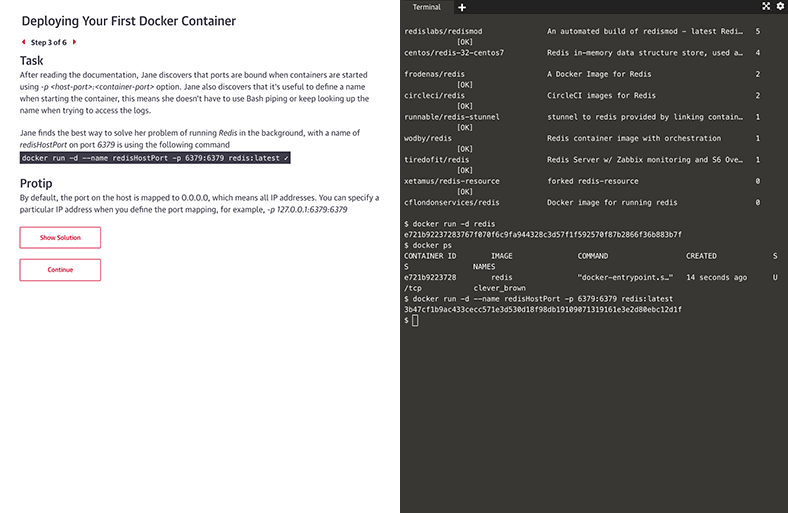 Deploying Your First Docker Container
Step 3 of 6
Task
After reading the documentation, Jane discovers that ports are bound when containers are started
using -p <host-port>:<container-port> option. Jane also discovers that it's useful to define a name
when starting the container, this means she doesn't have to use Bash piping or keep looking up the
name when trying to access the logs.
Jane finds the best way to solve her problem of running Redis in the background, with a name of
redisHostPort on port 6379 is using the following command
docker run -d --name redisHostPort -p 6379:6379 redis:latest ✓
Protip
By default, the port on the host is mapped to 0.0.0.0, which means all IP addresses. You can specify a
particular IP address when you define the port mapping, for example, -p 127.0.0.1:6379:6379
Show Solution
Continue
Terminal
redislabs/redismod An automated build of redismod - latest Redi… 5
[OK]
centos/redis-32-centos7 Redis in-memory data structure store, used a… 4
frodenas/redis A Docker Image for Redis 2
[OK]
circleci/redis CircleCI images for Redis 2
[OK]
runnable/redis-stunnel stunnel to redis provided by linking contain… 1
[OK]
wodby/redis Redis container image with orchestration 1
[OK]
tiredofit/redis Redis Server w/ Zabbix monitoring and S6 Ove… 1
[OK]
xetamus/redis-resource forked redis-resource 0
[OK]
cflondonservices/redis Docker image for running redis 0
$ docker run -d redis
e721b92237283767f070f6c9fa944328c3d57f1f592570f87b2866f36b883b7f
$ docker ps
CONTAINER ID IMAGE COMMAND CREATED S
S NAMES
e721b9223728 redis "docker-entrypoint.s…" 14 seconds ago U
/tcp clever_brown
$ docker run -d --name redisHostPort -p 6379:6379 redis:latest
3b47cf1b9ac433cecc571e3d530d18f98db19109071319161e3e2d80ebc12d1f
$